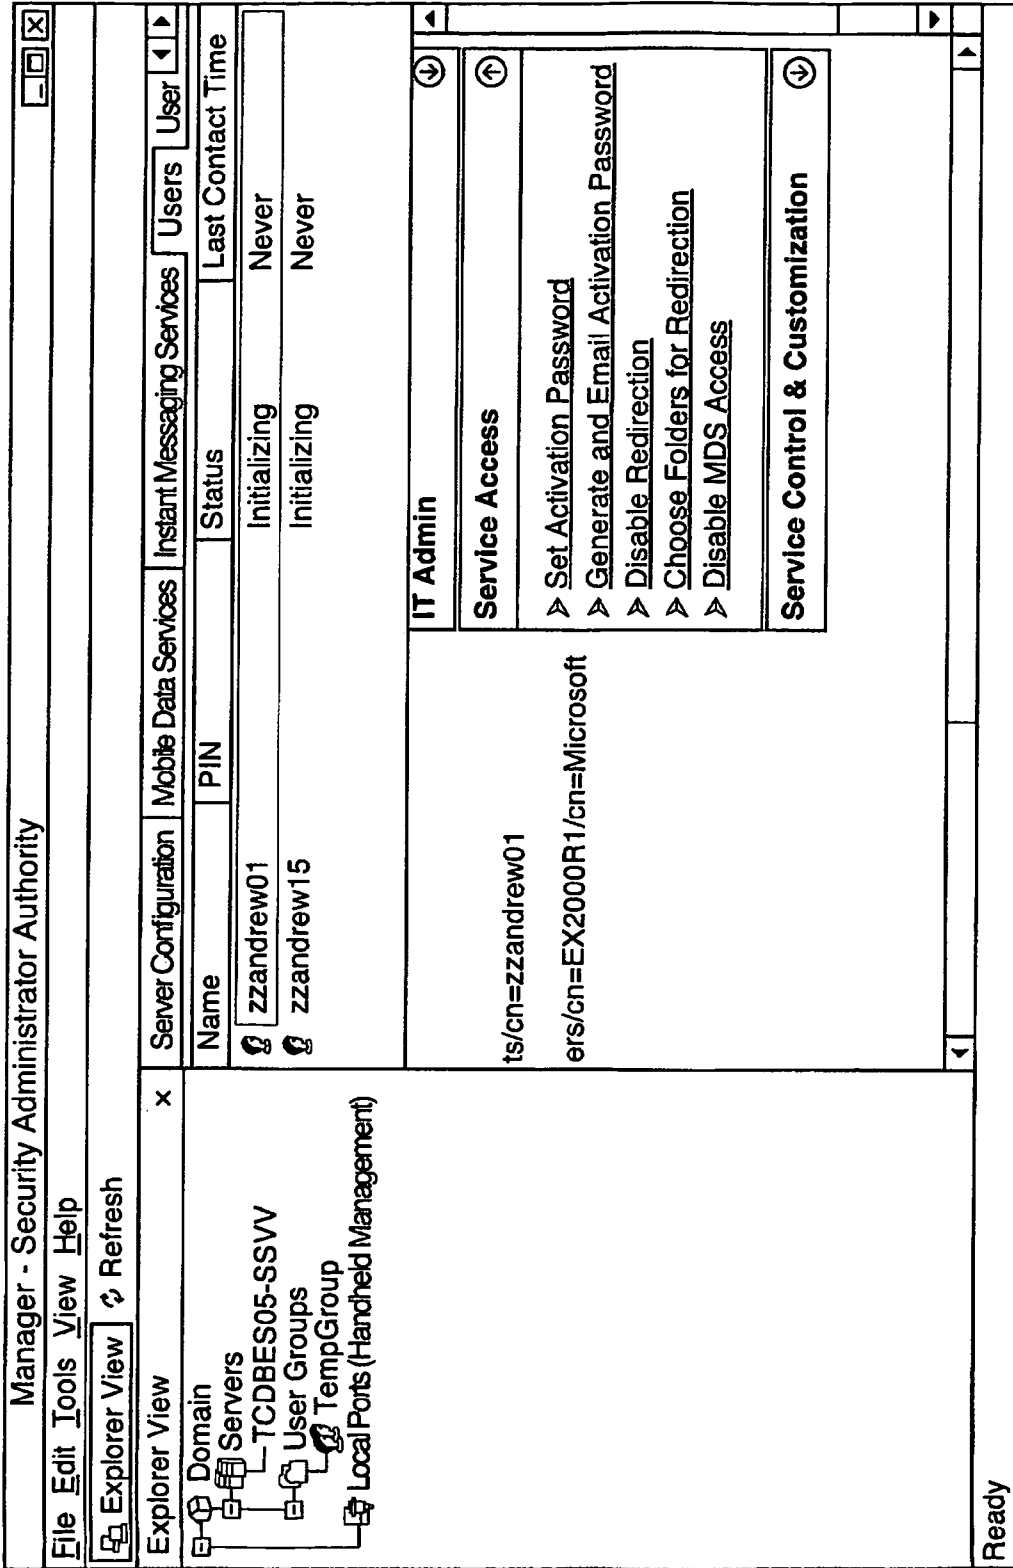 Manager - Security Administrator Authority
File Edit Tools View Help
Explorer View Refresh
Explorer View x
Domain
Servers
TCDBES05-SSVV
User Groups
TempGroup
Local Ports (Handheld Management)
Server Configuration Mobile Data Services Instant Messaging Services Users User
Name PIN Status Last Contact Time
zzandrew01 Initializing Never
zzandrew15 Initializing Never
ts/cn=zzandrew01
ers/cn=EX2000R1/cn=Microsoft
IT Admin
Service Access
Set Activation Password
Generate and Email Activation Password
Disable Redirection
Choose Folders for Redirection
Disable MDS Access
Service Control & Customization
Ready